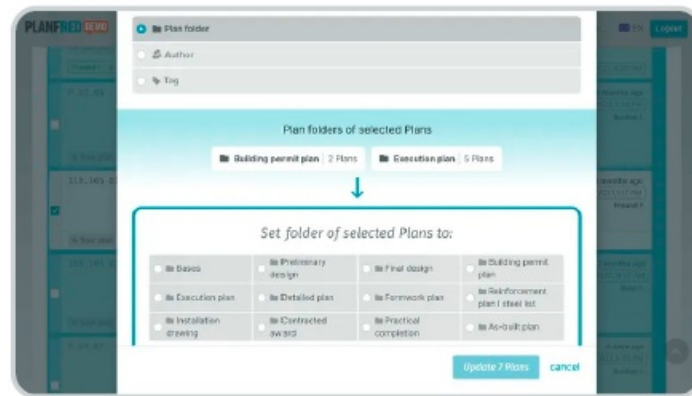 PLANFRED DEMO
EN
Logout
Plan folder
Author
Tag
Plan folders of selected Plans
Building permit plan | 2 Plans
Execution plan | 5 Plans
Set folder of selected Plans to:
Bases
Preliminary design
Final design
Building permit plan
Execution plan
Detailed plan
Formwork plan
Reinforcement plan | steel list
Installation drawing
Contracted award
Practical completion
As-built plan
Update 7 Plans
cancel